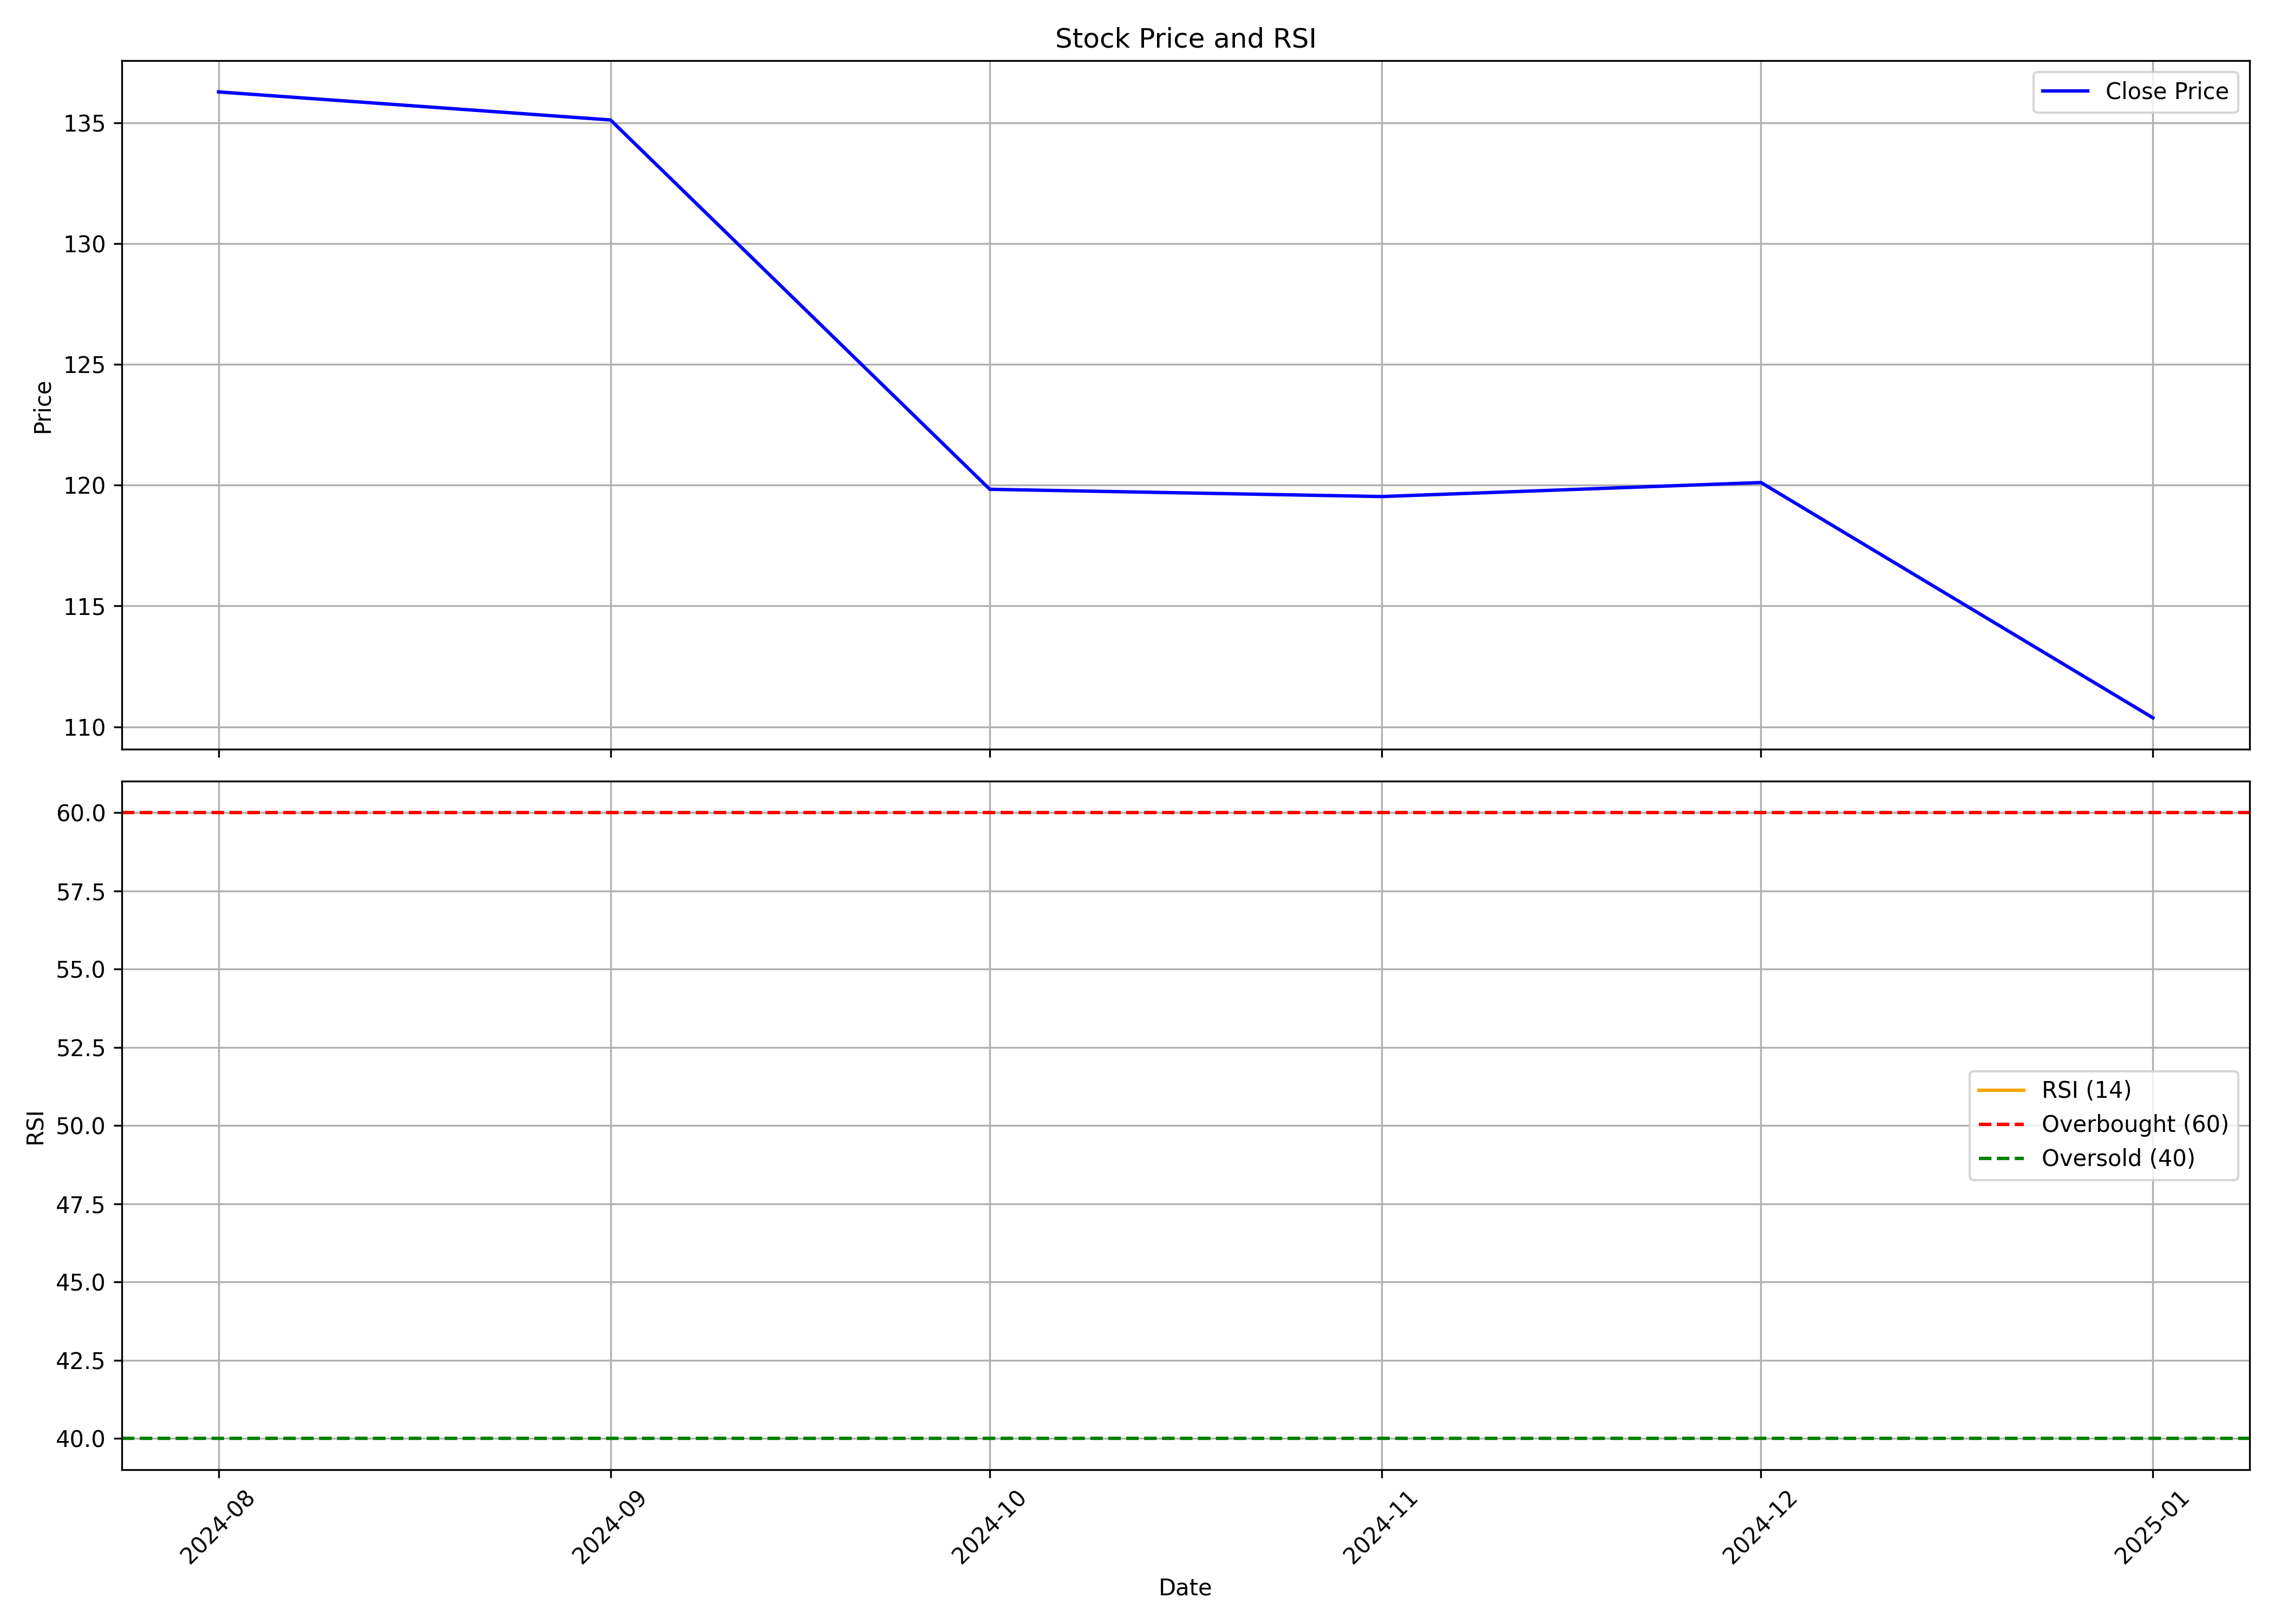 Stock Price and RSI
Close Price
Price
135
130
125
120
115
110
RSI
60.0
57.5
55.0
52.5
50.0
47.5
45.0
42.5
40.0
RSI (14)
Overbought (60)
Oversold (40)
2024-08
2024-09
2024-10
2024-11
2024-12
2025-01
Date